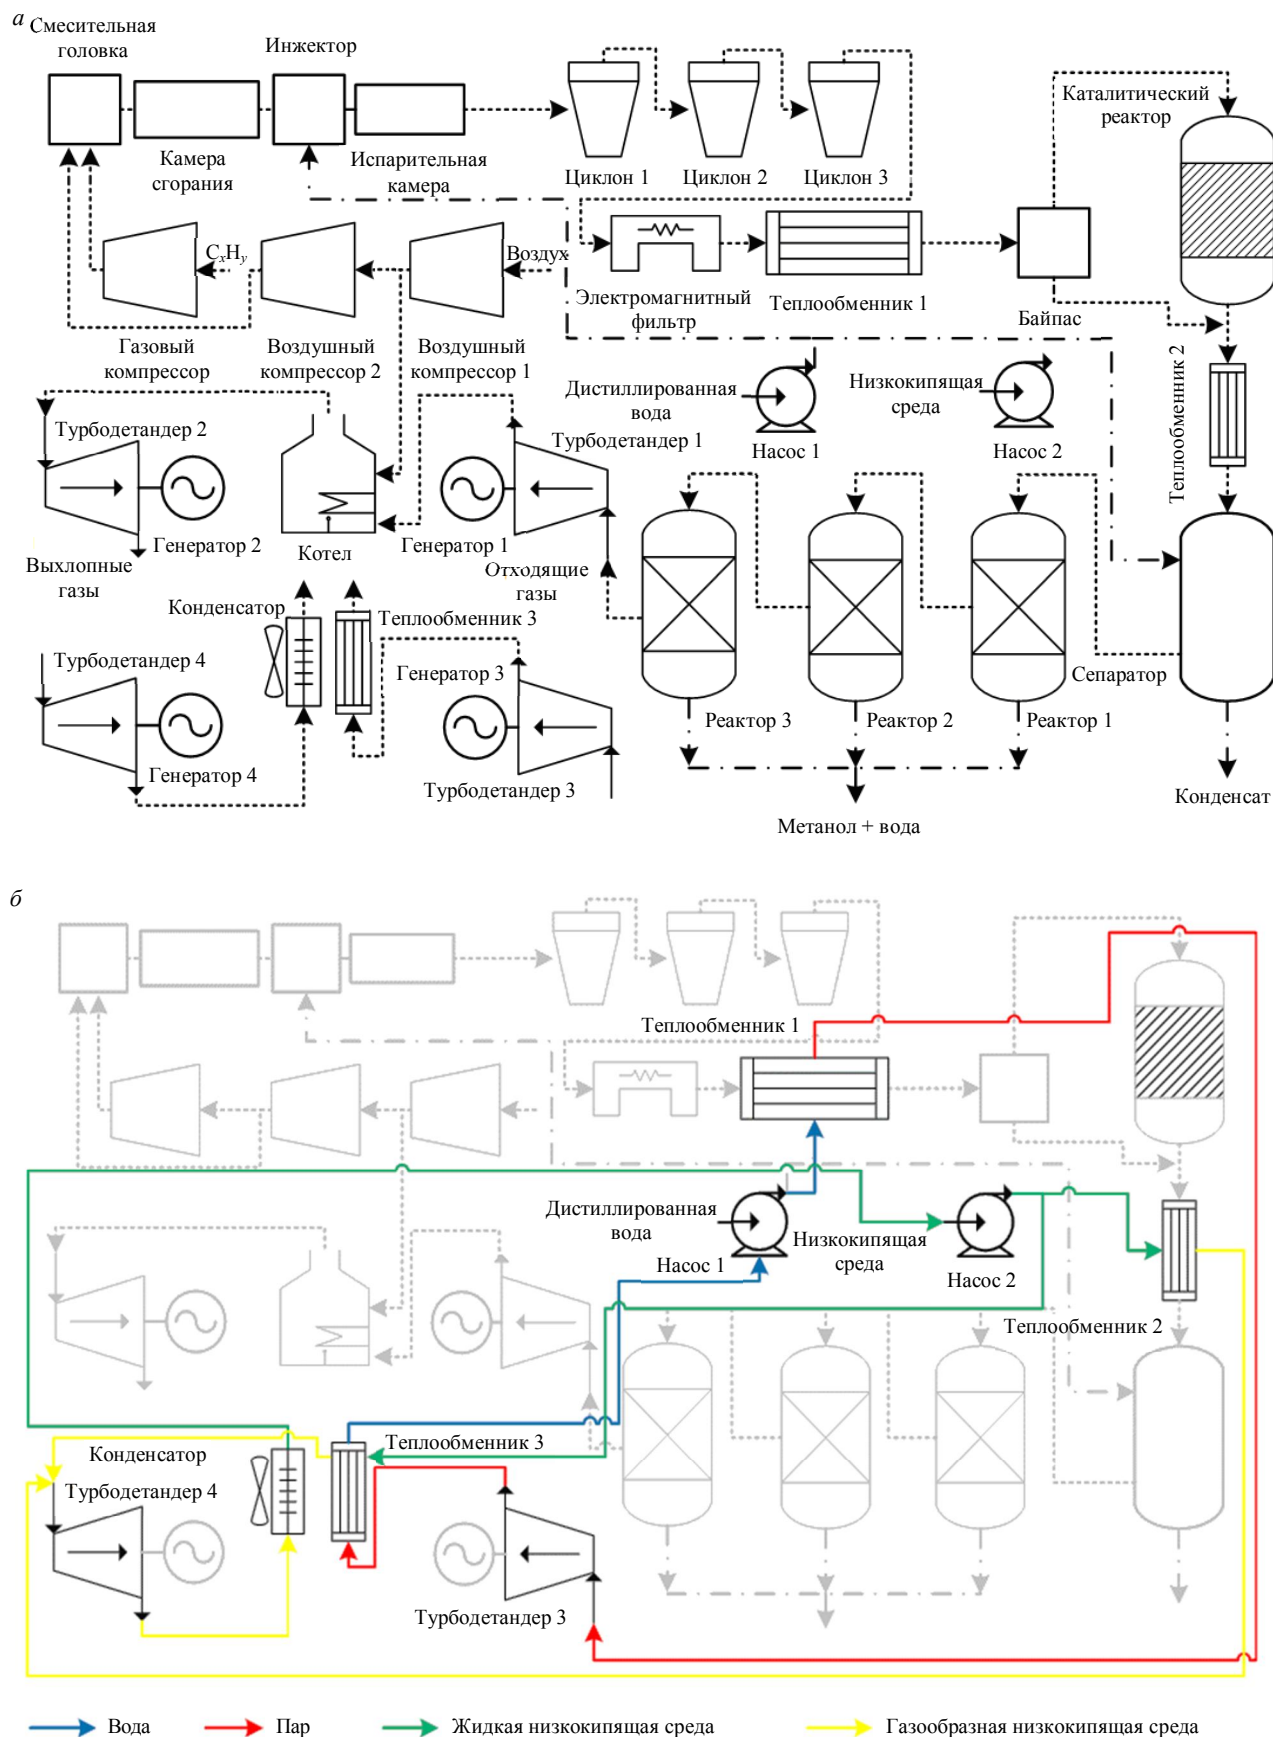 а
Смесительная
головка
Инжектор
Каталитический
реактор
Камера
сгорания
Испарительная
камера
Циклон 1
Циклон 2
Циклон 3
CxHy
Воздух
Электромагнитный
фильтр
Теплообменник 1
Байпас
Газовый
компрессор
Воздушный
компрессор 2
Воздушный
компрессор 1
Теплообменник 2
Дистиллированная
вода
Низкокипящая
среда
Насос 1
Насос 2
Турбодетандер 2
Турбодетандер 1
Генератор 2
Котел
Генератор 1
Выхлопные
газы
Отходящие
газы
Конденсатор
Теплообменник 3
Турбодетандер 4
Генератор 3
Сепаратор
Реактор 3
Реактор 2
Реактор 1
Генератор 4
Турбодетандер 3
Конденсат
Метанол + вода
б
Теплообменник 1
Дистиллированная
вода
Низкокипящая
среда
Насос 1
Насос 2
Теплообменник 2
Конденсатор
Теплообменник 3
Турбодетандер 4
Турбодетандер 3
Вода
Пар
Жидкая низкокипящая среда
Газообразная низкокипящая среда